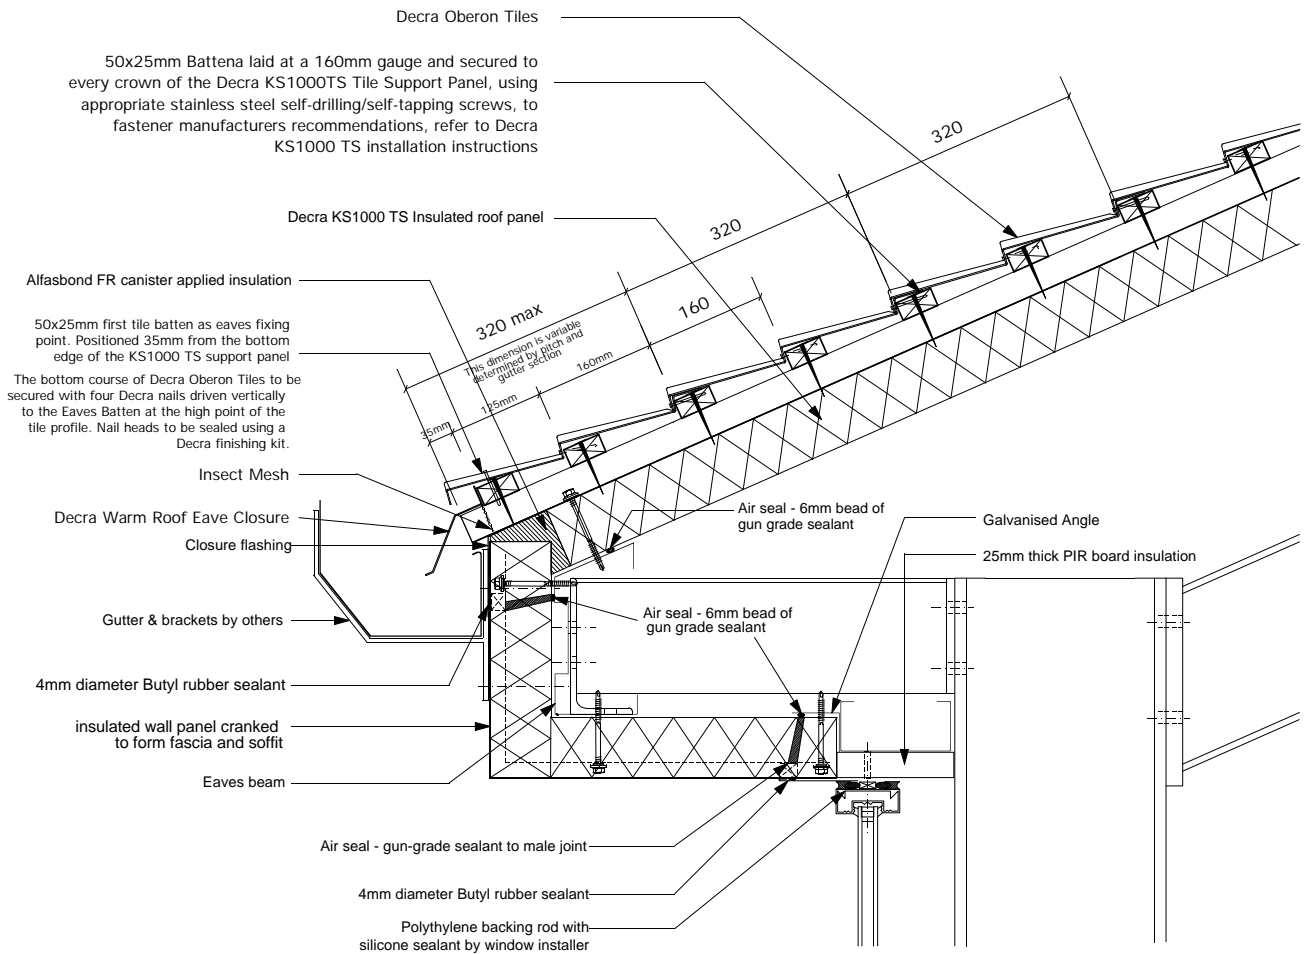 Decra Oberon Tiles
50x25mm Battena laid at a 160mm gauge and secured to
every crown of the Decra KS1000TS Tile Support Panel, using
appropriate stainless steel self-drilling/self-tapping screws, to
fastener manufacturers recommendations, refer to Decra
KS1000 TS installation instructions
320
Decra KS1000 TS Insulated roof panel
320
Alfasbond FR canister applied insulation
320 max
160
50x25mm first tile batten as eaves fixing
point. Positioned 35mm from the bottom
edge of the KS1000 TS support panel
This dimension is variable
determined by pitch and
gutter section
160mm
125mm
35mm
The bottom course of Decra Oberon Tiles to be
secured with four Decra nails driven vertically
to the Eaves Batten at the high point of the
tile profile. Nail heads to be sealed using a
Decra finishing kit.
Insect Mesh
Decra Warm Roof Eave Closure
Closure flashing
Air seal - 6mm bead of
gun grade sealant
Galvanised Angle
25mm thick PIR board insulation
Gutter & brackets by others
Air seal - 6mm bead of
gun grade sealant
4mm diameter Butyl rubber sealant
insulated wall panel cranked
to form fascia and soffit
Eaves beam
Air seal - gun-grade sealant to male joint
4mm diameter Butyl rubber sealant
Polythylene backing rod with
silicone sealant by window installer